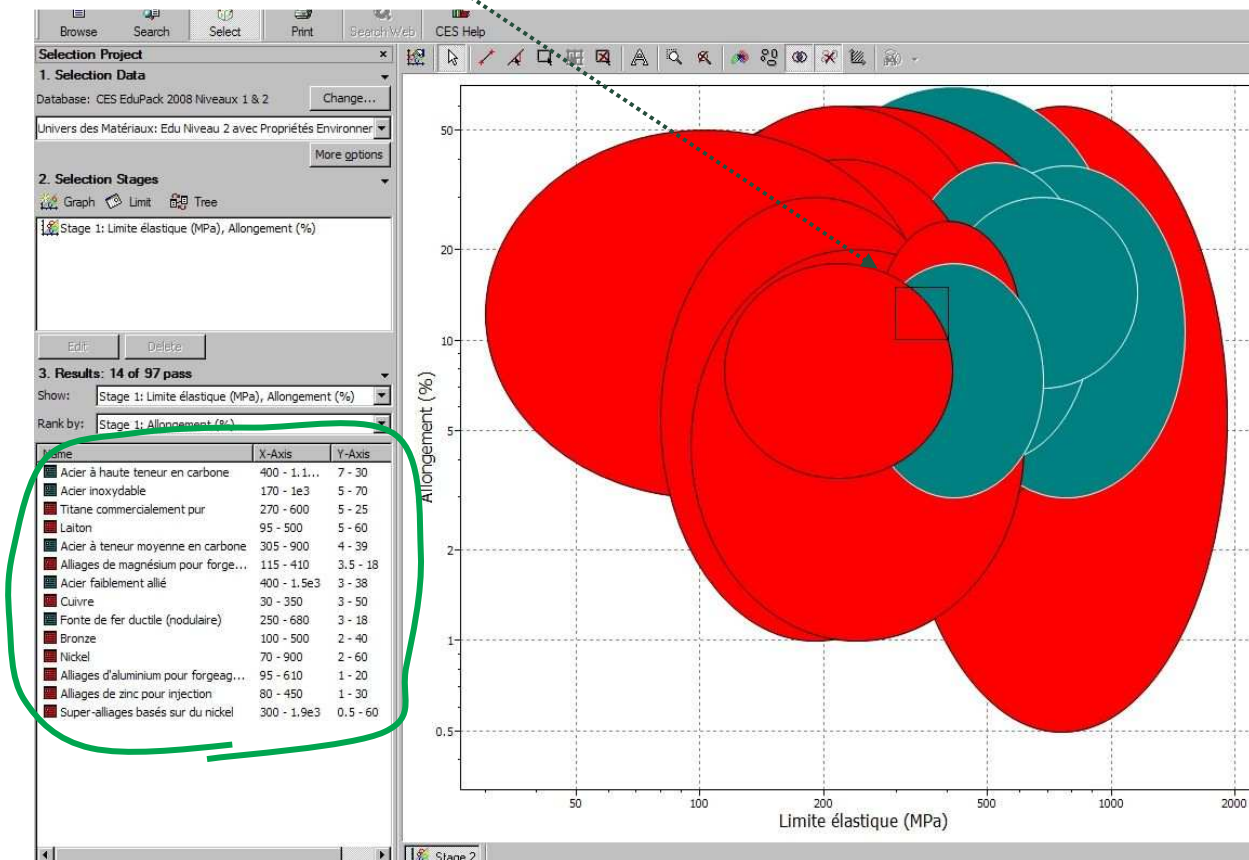 Browse Search Select Print Search Web CES Help
Selection Project
1. Selection Data
Database: CES EduPack 2008 Niveaux 1 & 2 Change...
Univers des Matériaux: Edu Niveau 2 avec Propriétés Environner
More options
2. Selection Stages
Graph Limit Tree
Stage 1: Limite élastique (MPa), Allongement (%)
Edit Delete
3. Results: 14 of 97 pass
Show: Stage 1: Limite élastique (MPa), Allongement (%)
Rank by: Stage 1: Allongement (%)
Name X-Axis Y-Axis
Acier à haute teneur en carbone 400 - 1.1... 7 - 30
Acier inoxydable 170 - 1e3 5 - 70
Titane commercialement pur 270 - 600 5 - 25
Laiton 95 - 500 5 - 60
Acier à teneur moyenne en carbone 305 - 900 4 - 39
Alliages de magnésium pour forge... 115 - 410 3.5 - 18
Acier faiblement allié 400 - 1.5e3 3 - 38
Cuivre 30 - 350 3 - 50
Fonte de fer ductile (nodulaire) 250 - 680 3 - 18
Bronze 100 - 500 2 - 40
Nickel 70 - 900 2 - 60
Alliages d'aluminium pour forgeag... 95 - 610 1 - 20
Alliages de zinc pour injection 80 - 450 1 - 30
Super-alliages basés sur du nickel 300 - 1.9e3 0.5 - 60
Allongement (%)
50
20
10
5
2
1
0.5
50 100 200 500 1000 2000
Limite élastique (MPa)
Stage 2